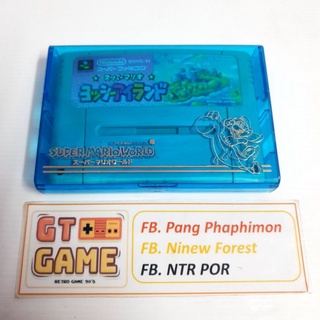 Nintendo
スーパーマリオ
ヨッシーアイランド
SUPER MARIO WORLD
スーパーマリオワールド
GT
GAME
RETRO GAME 90'S
FB. Pang Phaphimon
FB. Ninew Forest
FB. NTR POR